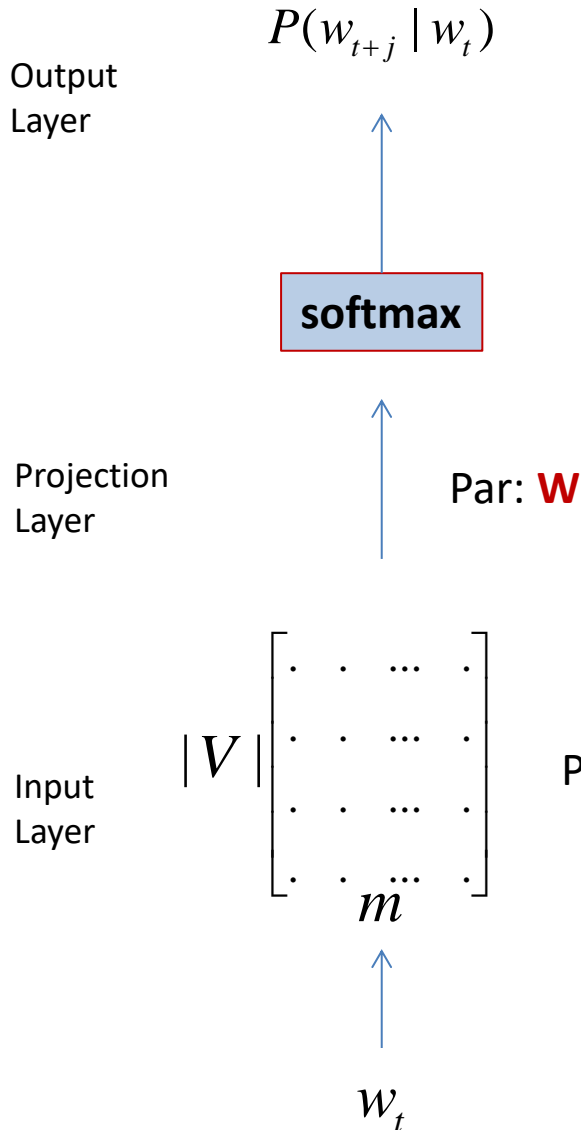 P(w_{t+j} | w_t)
Output
Layer
softmax
Projection
Layer
Par: W
|V|
. . ... .
. . ... .
. . ... .
. . ... .
m
Input
Layer
P
w_t